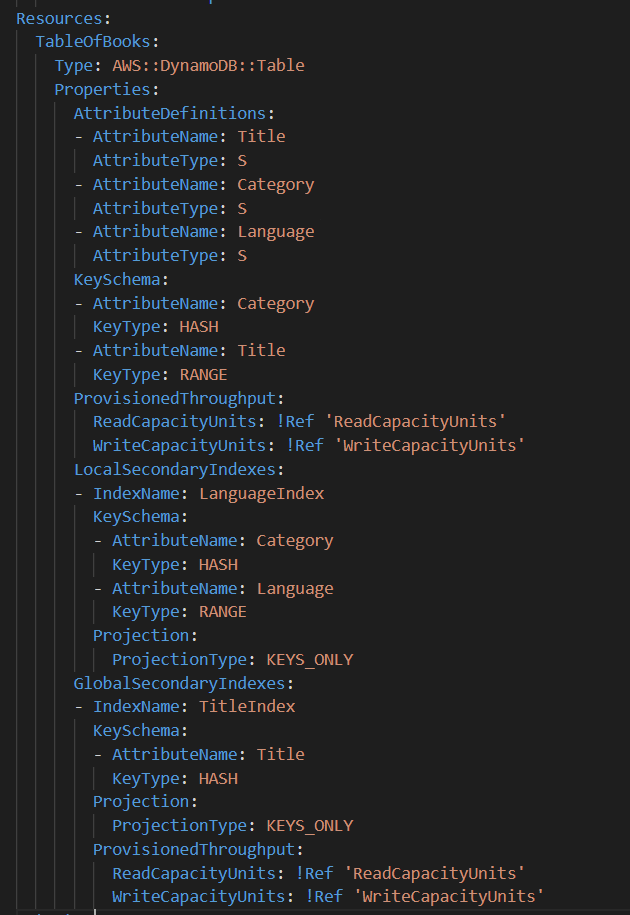 Resources:
  TableOfBooks:
    Type: AWS::DynamoDB::Table
    Properties:
      AttributeDefinitions:
      - AttributeName: Title
        AttributeType: S
      - AttributeName: Category
        AttributeType: S
      - AttributeName: Language
        AttributeType: S
      KeySchema:
      - AttributeName: Category
        KeyType: HASH
      - AttributeName: Title
        KeyType: RANGE
      ProvisionedThroughput:
        ReadCapacityUnits: !Ref 'ReadCapacityUnits'
        WriteCapacityUnits: !Ref 'WriteCapacityUnits'
      LocalSecondaryIndexes:
      - IndexName: LanguageIndex
        KeySchema:
        - AttributeName: Category
          KeyType: HASH
        - AttributeName: Language
          KeyType: RANGE
        Projection:
          ProjectionType: KEYS_ONLY
      GlobalSecondaryIndexes:
      - IndexName: TitleIndex
        KeySchema:
        - AttributeName: Title
          KeyType: HASH
        Projection:
          ProjectionType: KEYS_ONLY
        ProvisionedThroughput:
          ReadCapacityUnits: !Ref 'ReadCapacityUnits'
          WriteCapacityUnits: !Ref 'WriteCapacityUnits'